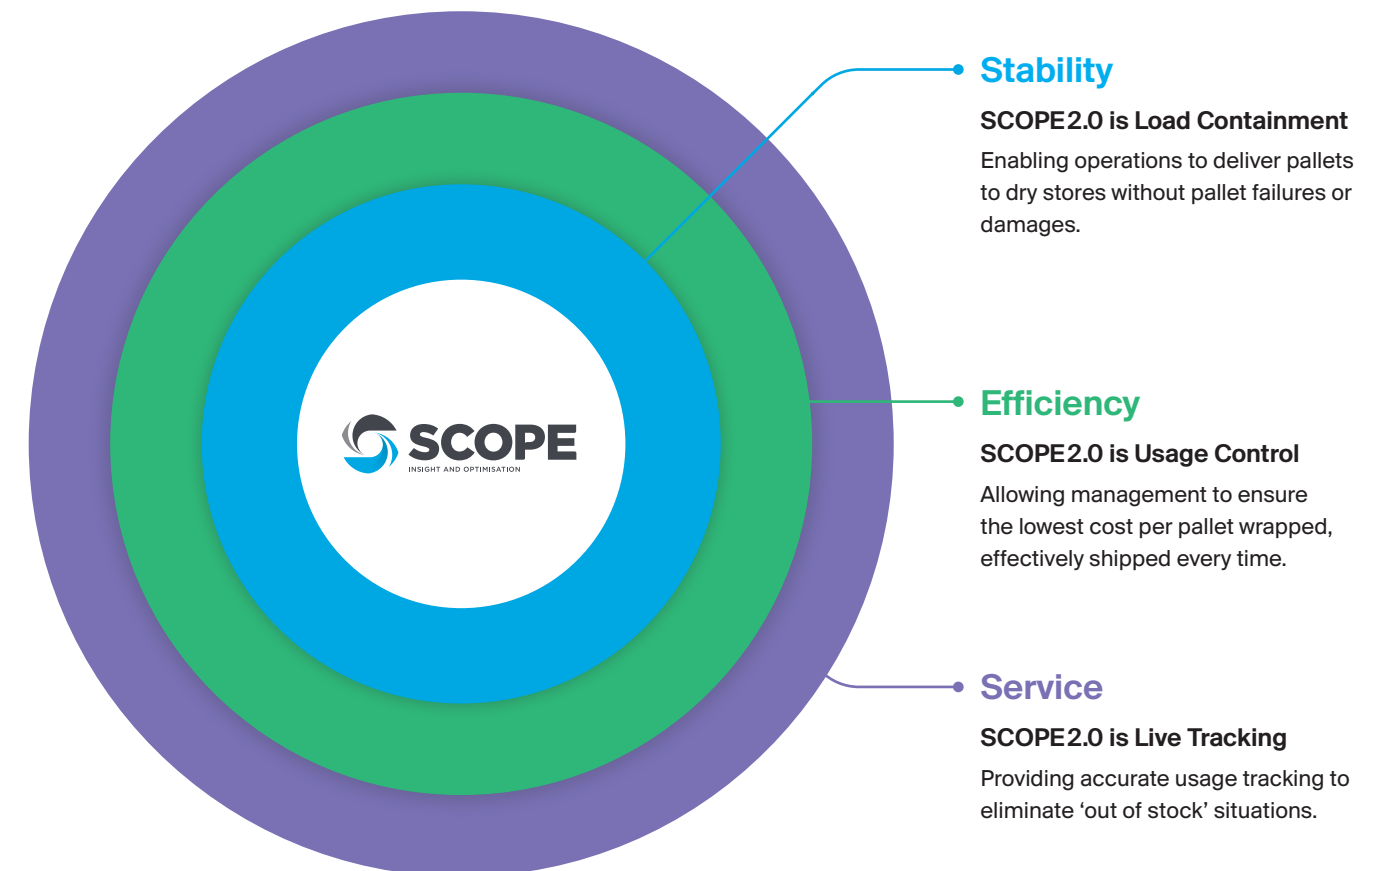 Stability
SCOPE2.0 is Load Containment
Enabling operations to deliver pallets
to dry stores without pallet failures or
damages.
SCOPE
INSIGHT AND OPTIMISATION
Efficiency
SCOPE2.0 is Usage Control
Allowing management to ensure
the lowest cost per pallet wrapped,
effectively shipped every time.
Service
SCOPE2.0 is Live Tracking
Providing accurate usage tracking to
eliminate ‘out of stock’ situations.